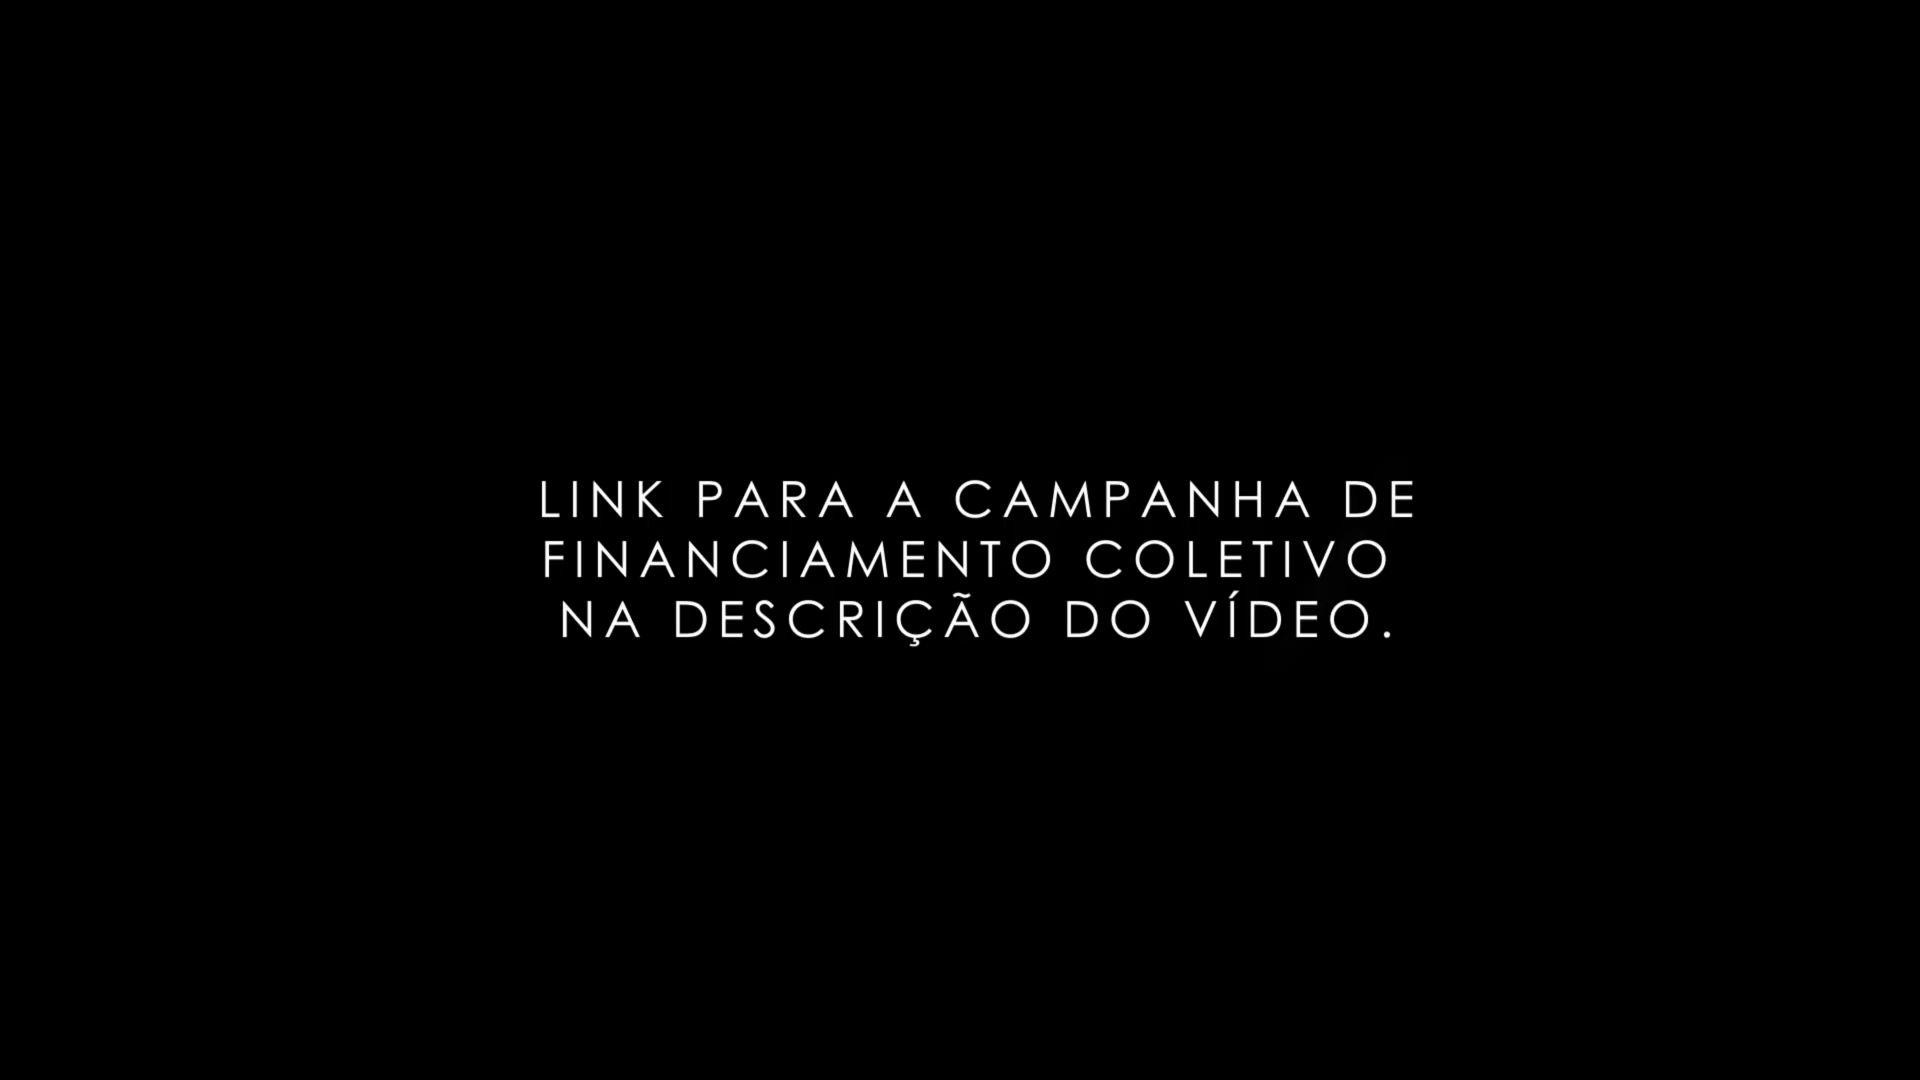 LINK PARA A CAMPANHA DE
FINANCIAMENTO COLETIVO
NA DESCRIÇÃO DO VÍDEO.